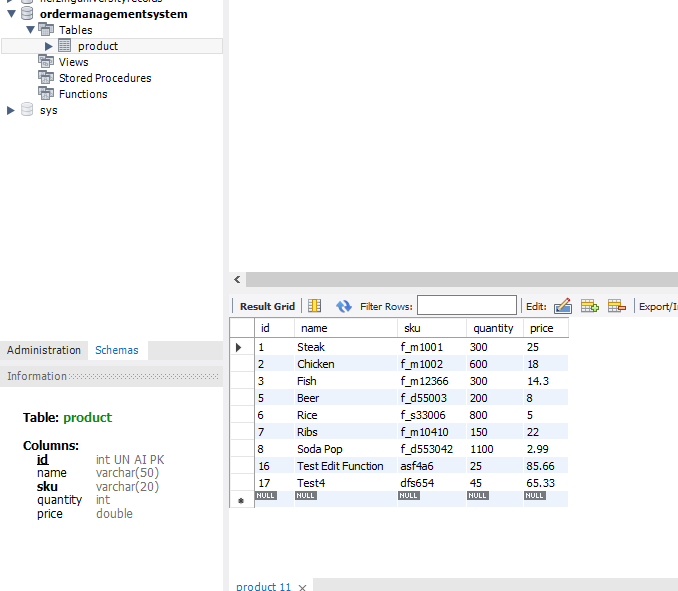 ordermanagementsystem
Tables
product
Views
Stored Procedures
Functions
sys
Administration Schemas
Information
Table: product
Columns:
id int UN AI PK
name varchar(50)
sku varchar(20)
quantity int
price double
Result Grid Filter Rows: Edit: Export/I
id name sku quantity price
1 Steak f_m1001 300 25
2 Chicken f_m1002 600 18
3 Fish f_m12366 300 14.3
5 Beer f_d55003 200 8
6 Rice f_s33006 800 5
7 Ribs f_m10410 150 22
8 Soda Pop f_d553042 1100 2.99
16 Test Edit Function asf4a6 25 85.66
17 Test4 dfs654 45 65.33
NULL NULL NULL NULL NULL
product 11